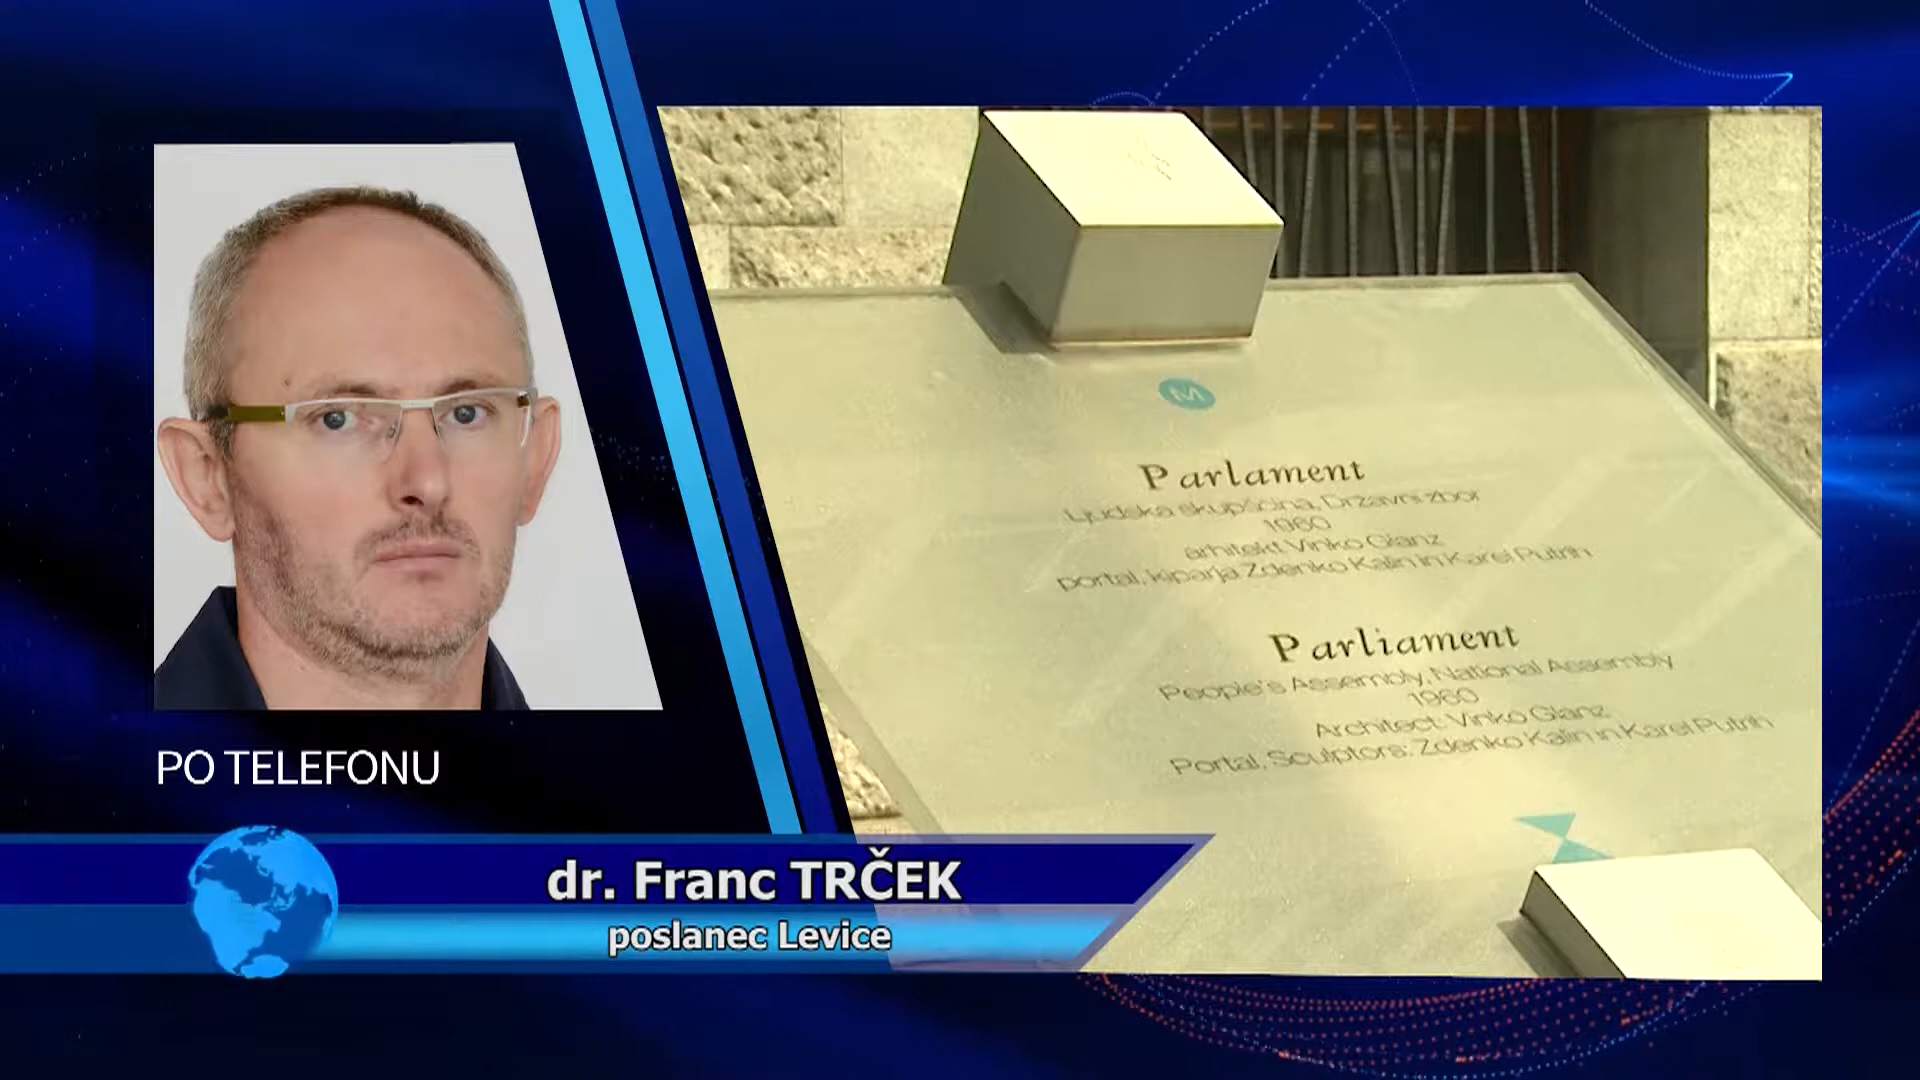 PO TELEFONU
dr. Franc TRČEK
poslanec Levice
M
Parlament
Ljudska skupščina, Državni zbor
1960
arhitekt Vinko Glanz
portal, kiparja Zdenko Kalin in Karel Putrih
Parliament
People's Assembly, National Assembly
1960
Architect: Vinko Glanz
Portal, Sculptors: Zdenko Kalin in Karel Putrih